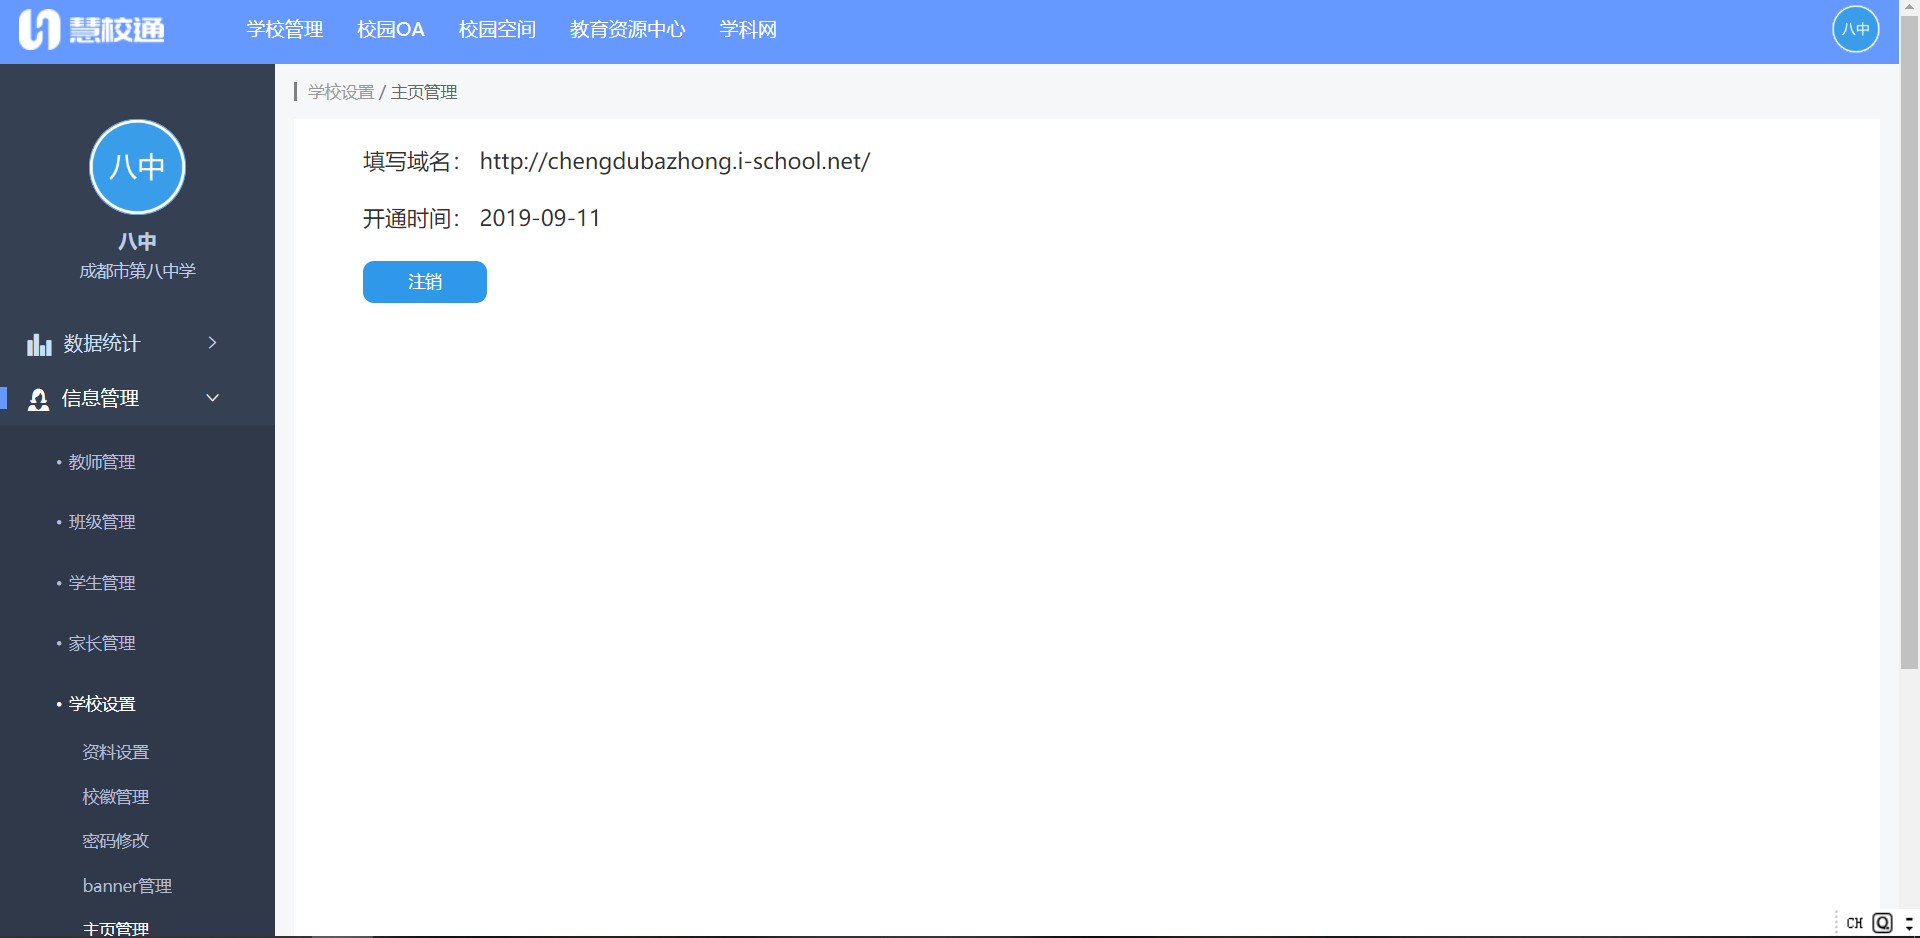 慧校通
学校管理 校园OA 校园空间 教育资源中心 学科网
八中
学校设置 / 主页管理
八中
八中
成都市第八中学
数据统计
信息管理
• 教师管理
• 班级管理
• 学生管理
• 家长管理
• 学校设置
资料设置
校徽管理
密码修改
banner管理
主页管理
填写域名： http://chengdubazhong.i-school.net/
开通时间： 2019-09-11
注销
CH